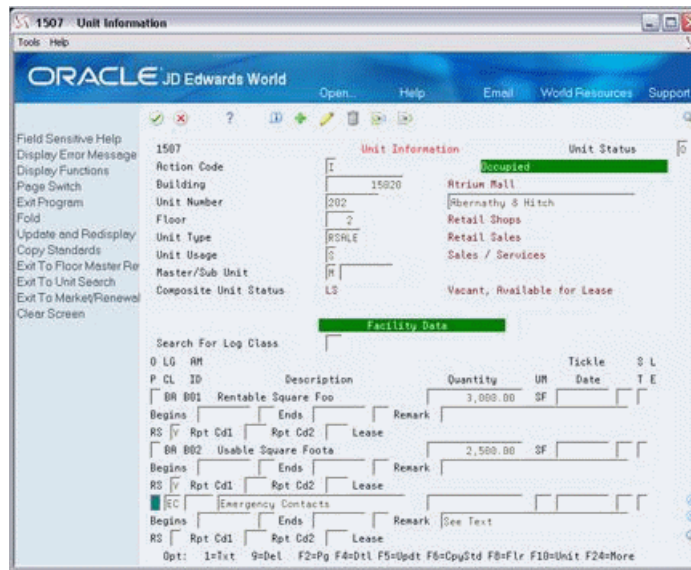 1507 Unit Information
Tools Help
ORACLE JD Edwards World
Open... Help Email World Resources Support
Field Sensitive Help
Display Error Message
Display Functions
Page Switch
Exit Program
Fold
Update and Redisplay
Copy Standards
Exit To Floor Master Re
Exit To Unit Search
Exit To Market/Renewal
Clear Screen
1507 Unit Information Unit Status O
Action Code I Occupied
Building 15020 Atrium Mall
Unit Number 202 Abernathy & Hitch
Floor 2 Retail Shops
Unit Type RSALE Retail Sales
Unit Usage S Sales / Services
Master/Sub Unit M
Composite Unit Status LS Vacant, Available for Lease
Facility Data
Search For Log Class
O LG AM Tickle S L
P CL ID Description Quantity UM Date T E
BA B01 Rentable Square Foo 3,000.00 SF
Begins Ends Remark
RS Y Rpt Cd1 Rpt Cd2 Lease
BA B02 Usable Square Foota 2,500.00 SF
Begins Ends Remark
RS Y Rpt Cd1 Rpt Cd2 Lease
EC Emergency Contacts
Begins Ends Remark See Text
RS Rpt Cd1 Rpt Cd2 Lease
Opt: 1=Txt 9=Del F2=Pg F4=Dtl F5=Updt F6=CpyStd F8=Flr F10=Unit F24=More